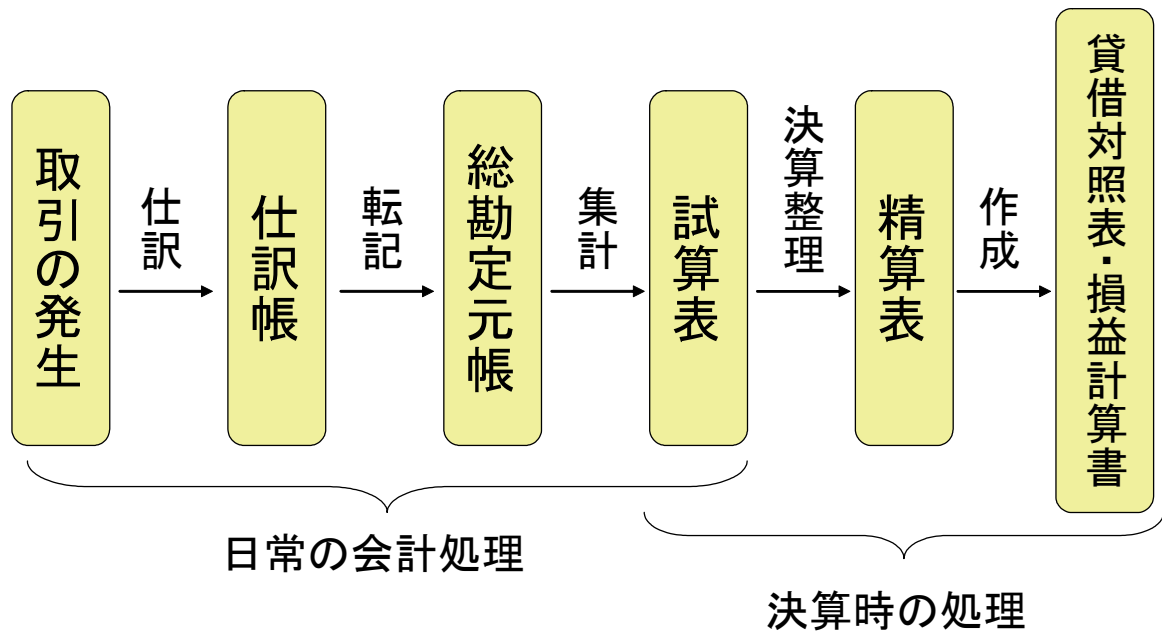 取引の発生
仕訳
仕訳帳
転記
総勘定元帳
集計
試算表
決算整理
精算表
作成
貸借対照表・損益計算書
日常の会計処理
決算時の処理